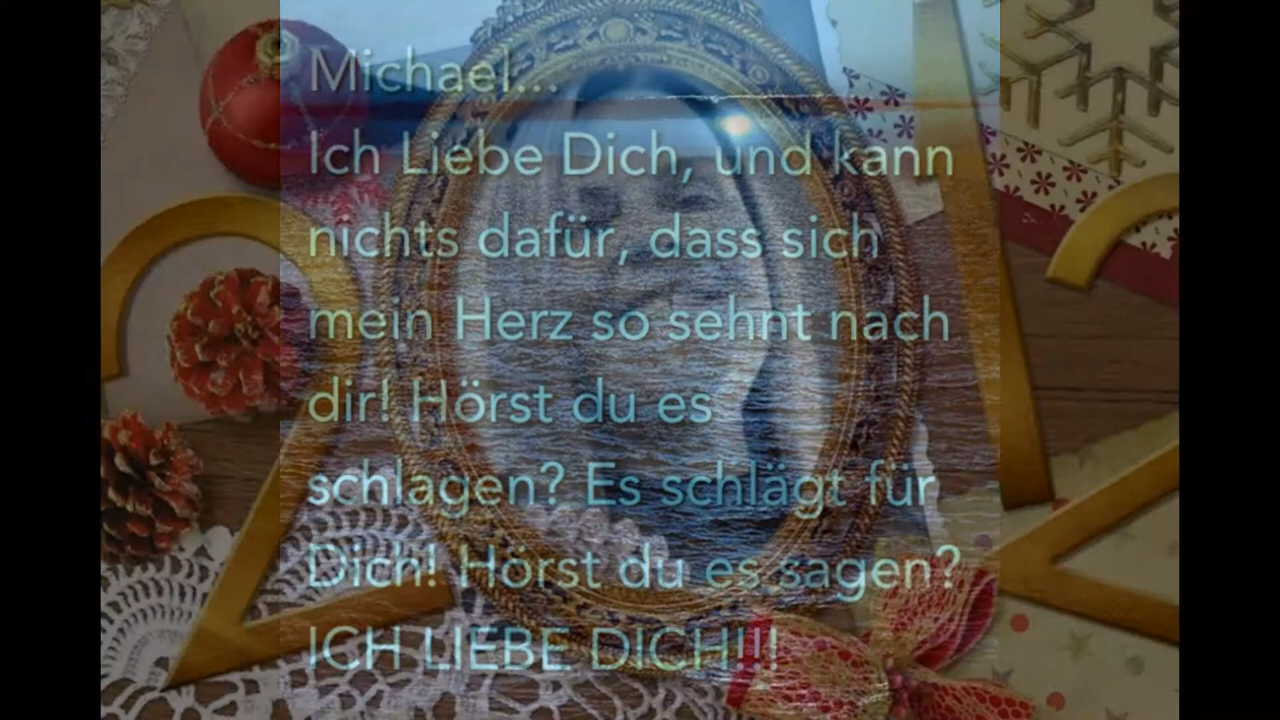 Michael...
Ich Liebe Dich, und kann
nichts dafür, dass sich
mein Herz so sehnt nach
dir! Hörst du es
schlagen? Es schlägt für
Dich! Hörst du es sagen?
ICH LIEBE DICH!!!